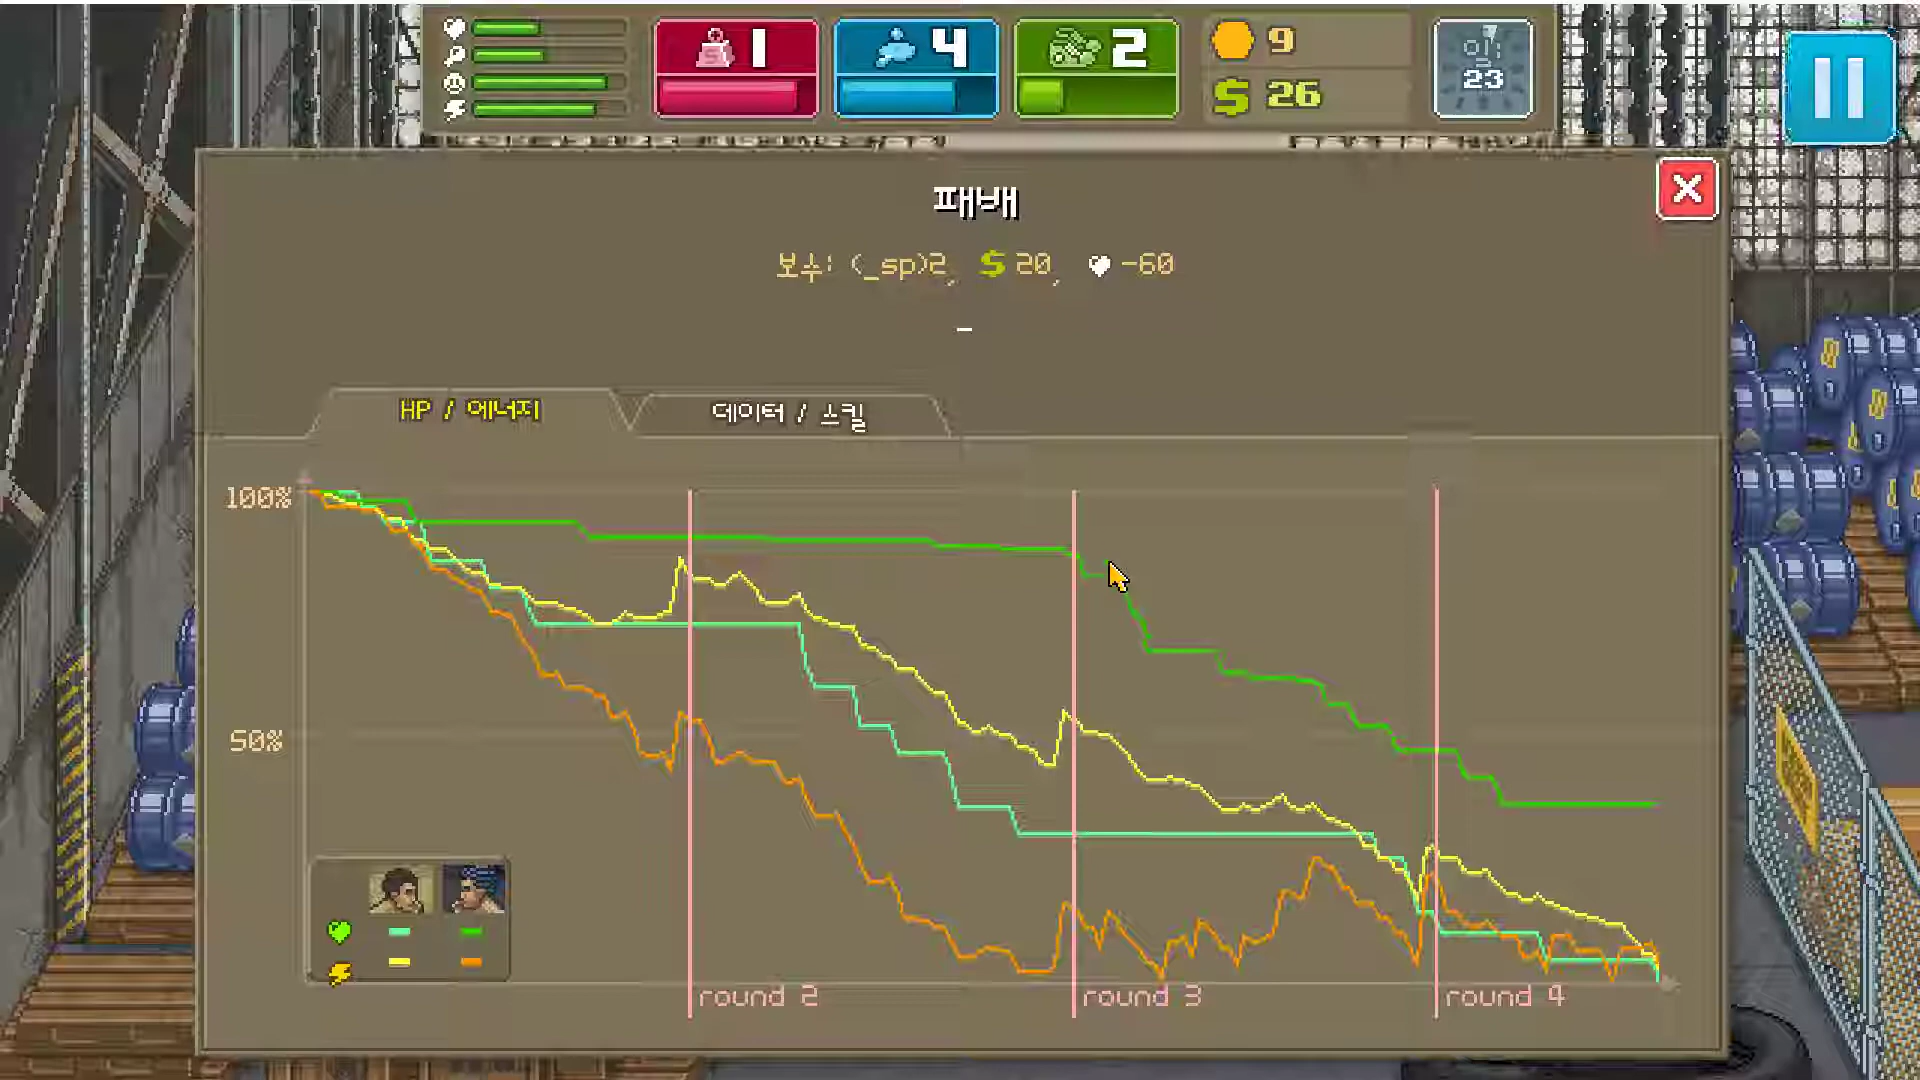 1
4
2
9
26
일
23
패배
보수: (_sp)2, $ 20, -60
-
HP / 에너지
데이터 / 스킬
100%
50%
round 2
round 3
round 4